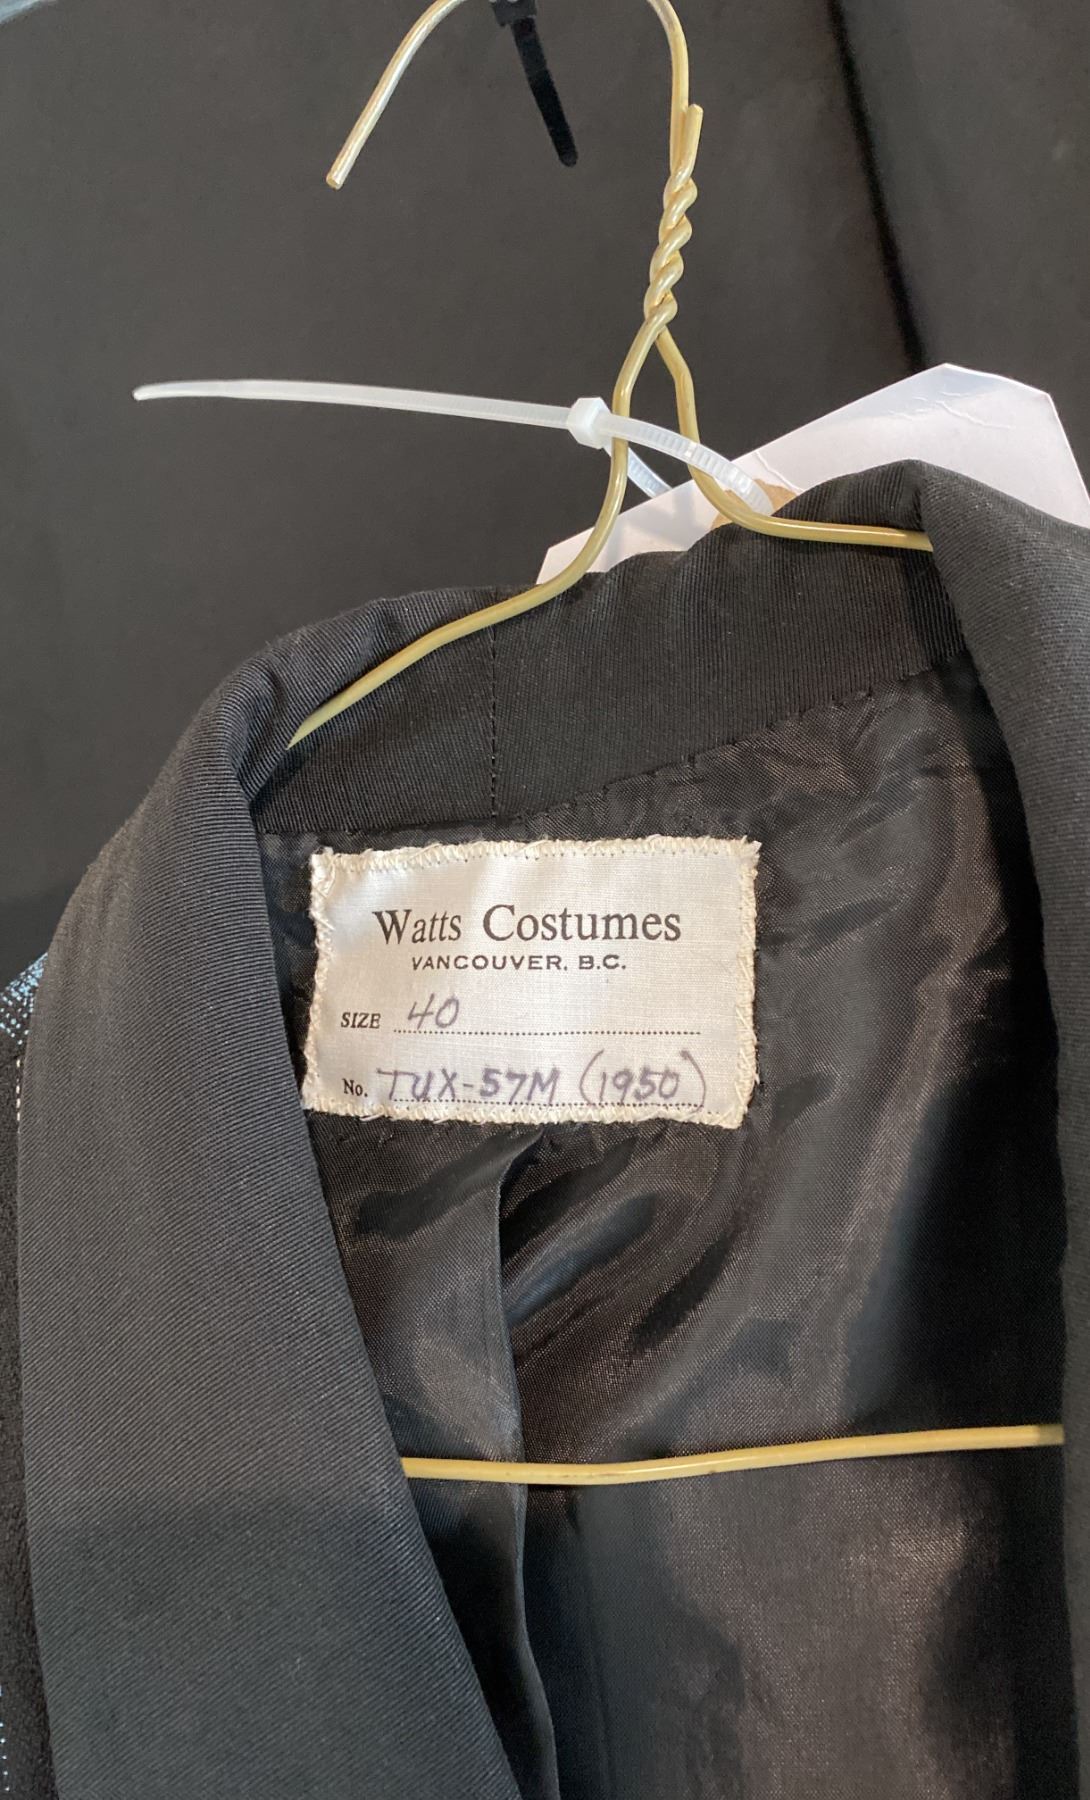 Watts Costumes
VANCOUVER, B.C.
SIZE 40
No. TUX-57M (1950)